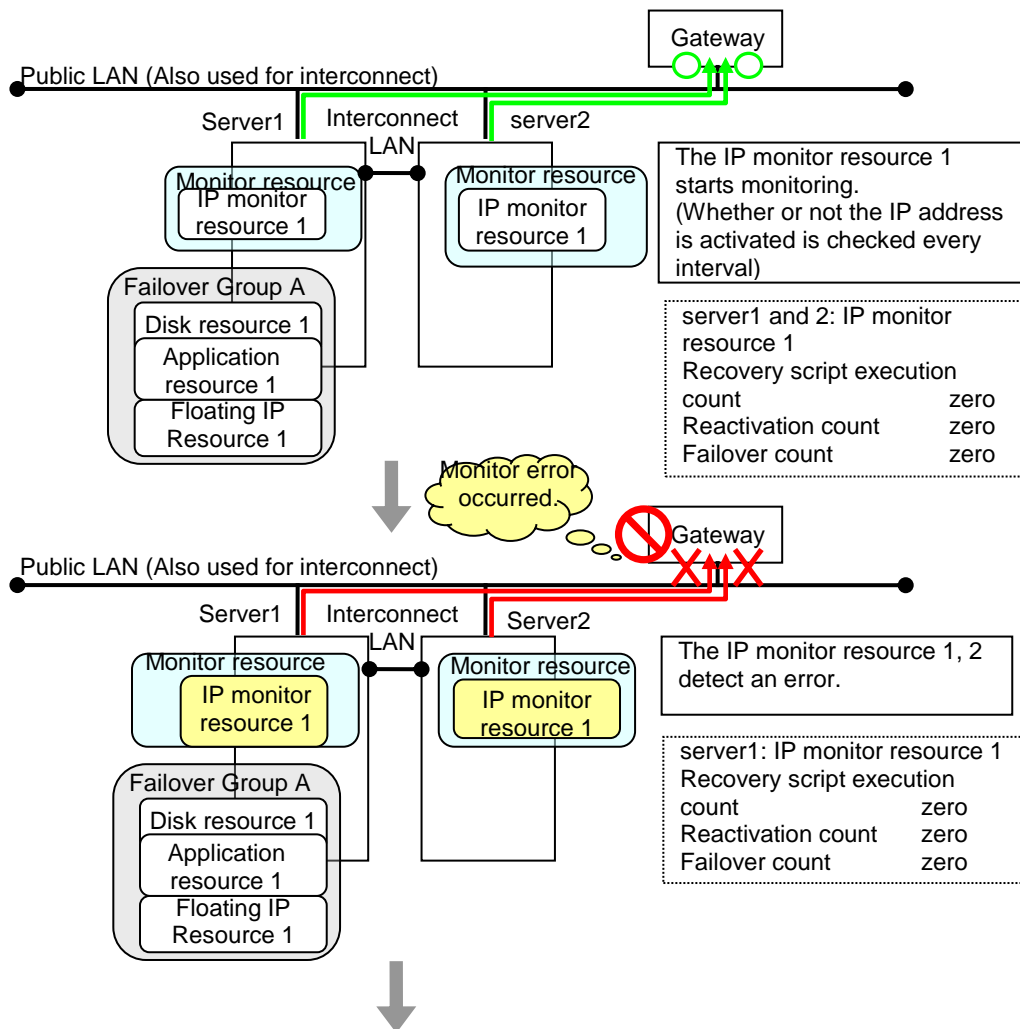 Gateway
Public LAN (Also used for interconnect)
Server1
Interconnect
LAN
server2
Monitor resource
IP monitor
resource 1
Monitor resource
IP monitor
resource 1
The IP monitor resource 1
starts monitoring.
(Whether or not the IP address
is activated is checked every
interval)
Failover Group A
Disk resource 1
Application
resource 1
Floating IP
Resource 1
server1 and 2: IP monitor
resource 1
Recovery script execution
count zero
Reactivation count zero
Failover count zero
Monitor error
occurred.
Gateway
Public LAN (Also used for interconnect)
Server1
Interconnect
LAN
Server2
Monitor resource
IP monitor
resource 1
Monitor resource
IP monitor
resource 1
The IP monitor resource 1, 2
detect an error.
Failover Group A
Disk resource 1
Application
resource 1
Floating IP
Resource 1
server1: IP monitor resource 1
Recovery script execution
count zero
Reactivation count zero
Failover count zero